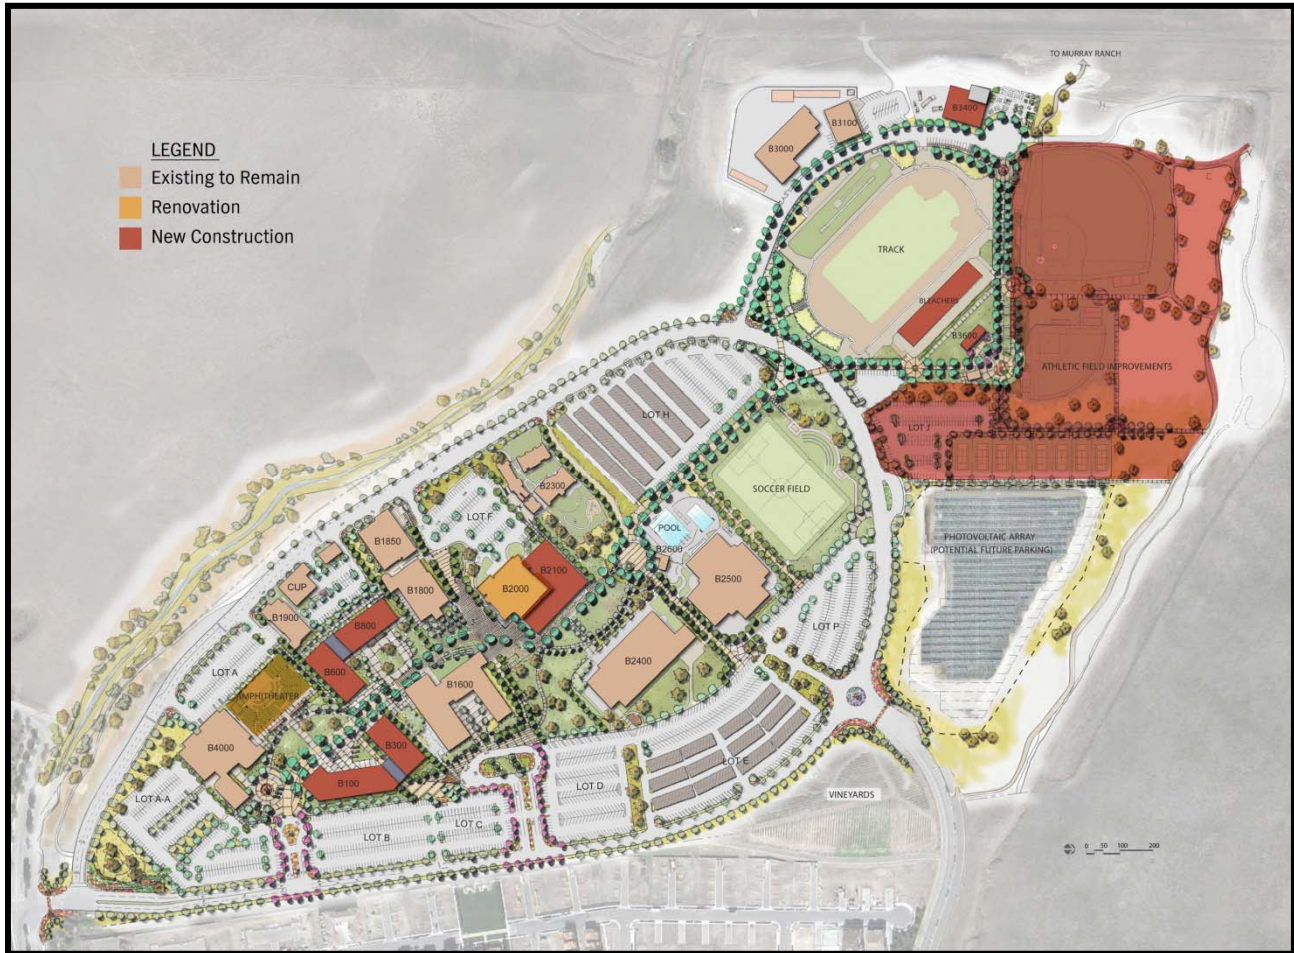 TO MURRAY RANCH
LEGEND
Existing to Remain
Renovation
New Construction
B3400
B3100
B3000
TRACK
BLEACHERS
B3600
ATHLETIC FIELD IMPROVEMENTS
LOT H
LOT J
SOCCER FIELD
B2300
LOT F
POOL
B2600
PHOTOVOLTAIC ARRAY
(POTENTIAL FUTURE PARKING)
B1850
B2100
B2000
B2500
CUP
B1800
B1900
B800
LOT P
B600
B2400
LOT A
AMPHITHEATER
B1600
B4000
B300
LOT E
B100
LOT D
LOT A-A
VINEYARDS
LOT C
LOT B
0 50 100 200